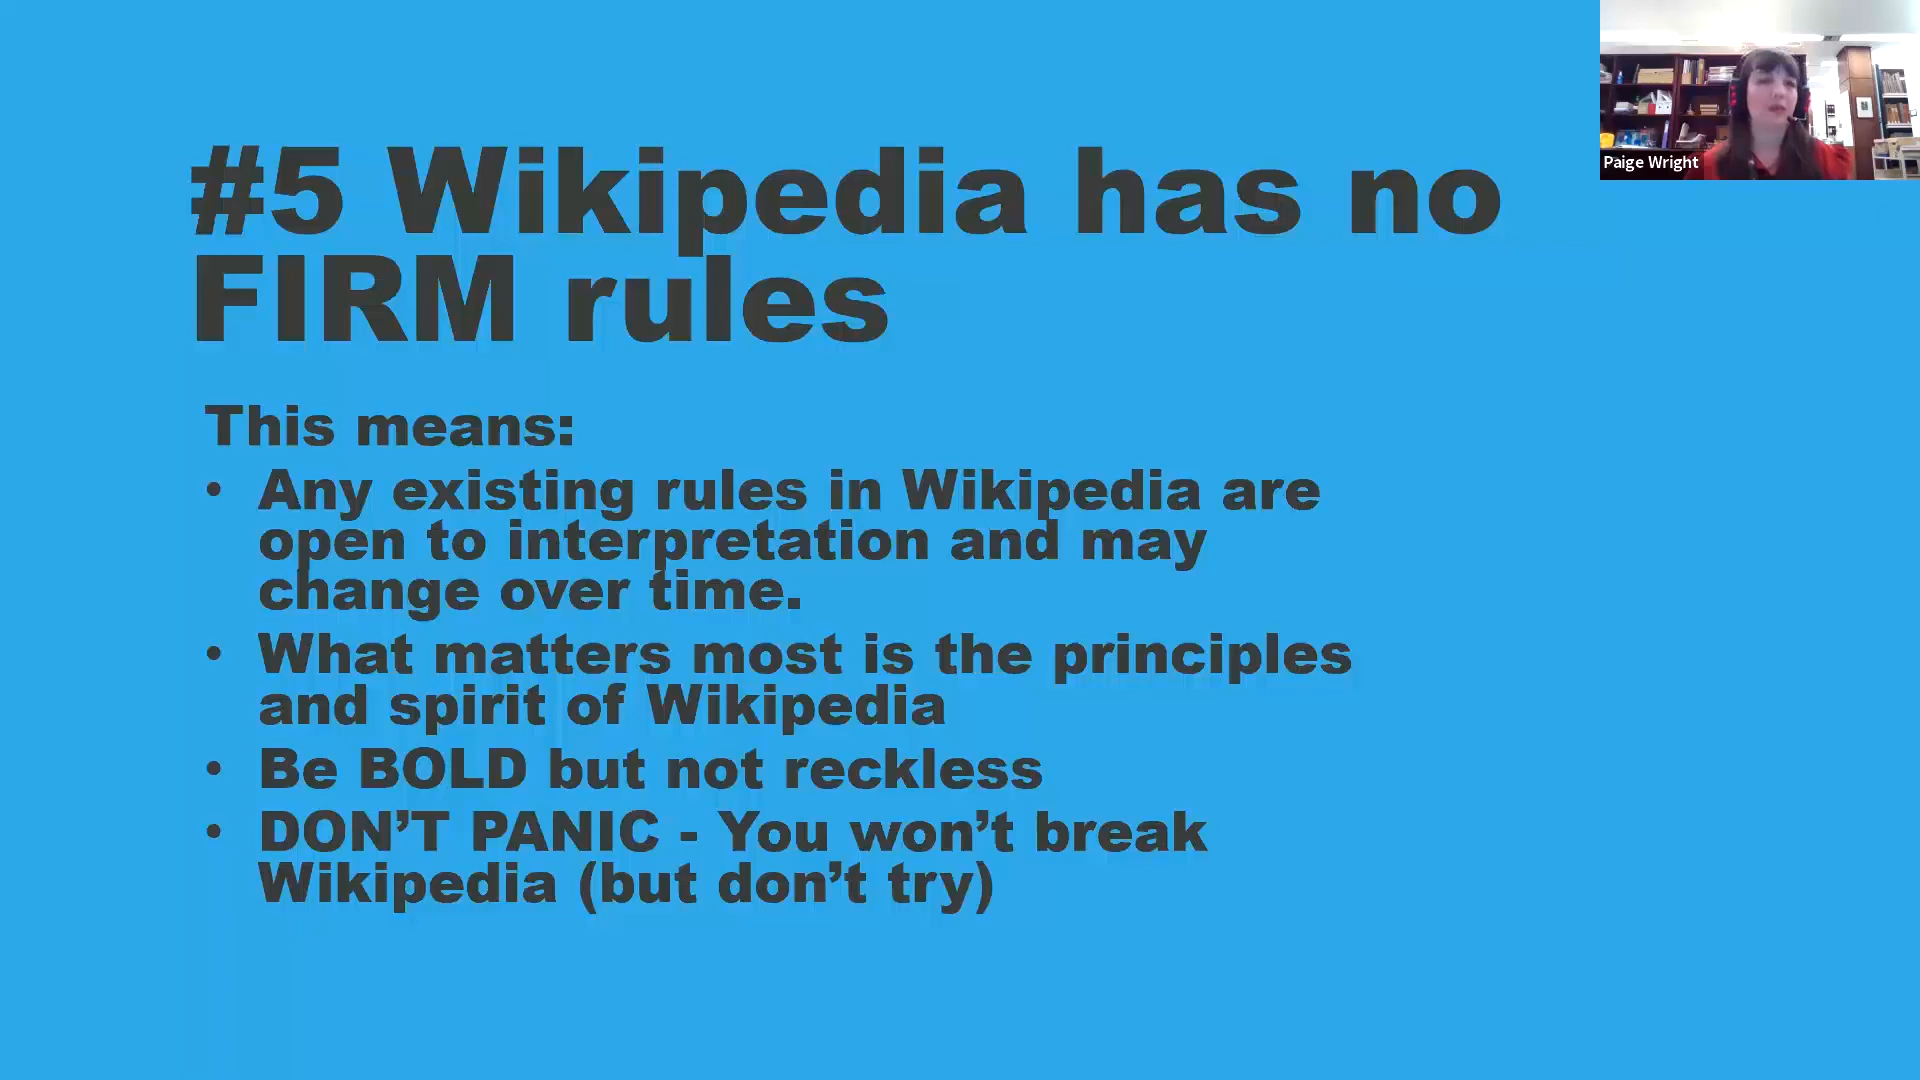 #5 Wikipedia has no
FIRM rules
Paige Wright
This means:
• Any existing rules in Wikipedia are
open to interpretation and may
change over time.
• What matters most is the principles
and spirit of Wikipedia
• Be BOLD but not reckless
• DON’T PANIC - You won’t break
Wikipedia (but don’t try)